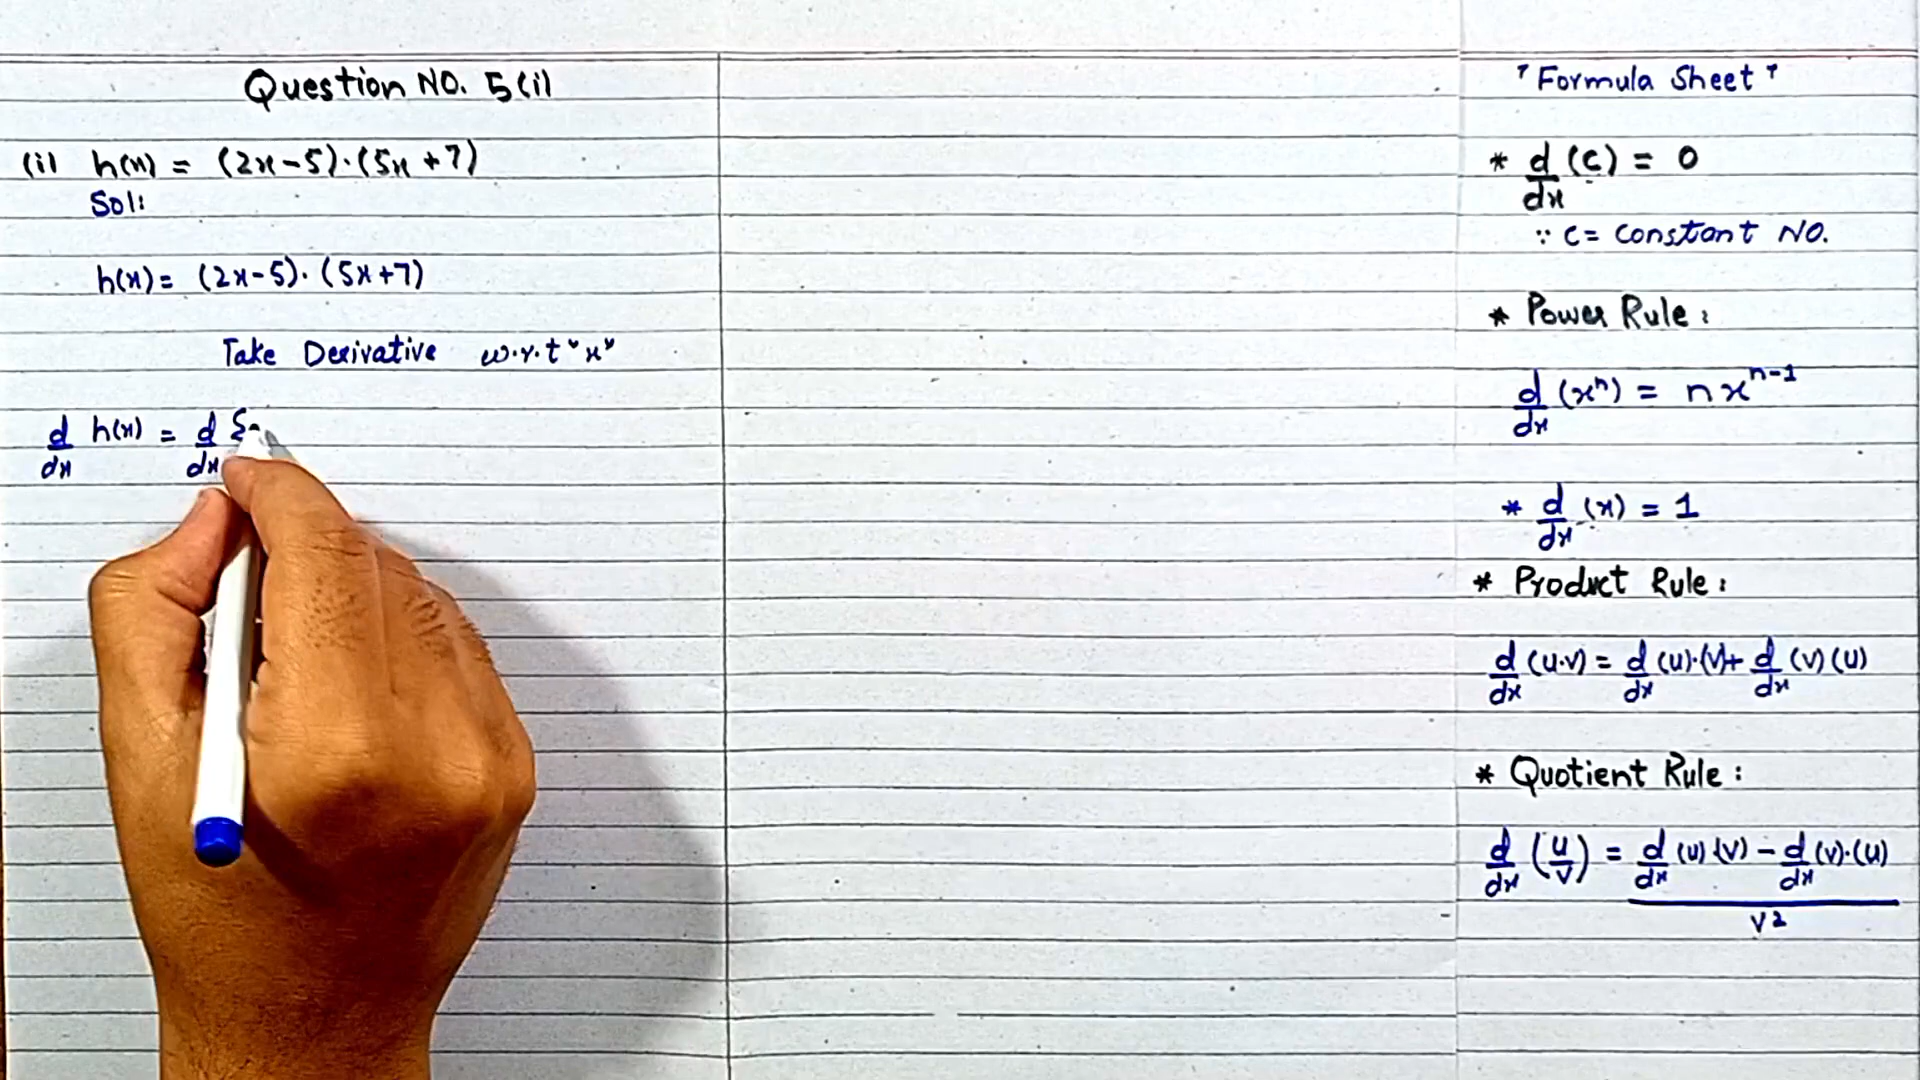 Question NO. 5(i)
(i) h(x) = (2x-5)·(5x+7)
Sol:
h(x) = (2x-5)·(5x+7)
Take Derivative w.r.t "x"
d/dx h(x) = d/dx {
"Formula Sheet"
* d/dx (c) = 0
∵ c = constant NO.
* Power Rule:
d/dx (xⁿ) = n xⁿ⁻¹
* d/dx (x) = 1
* Product Rule:
d/dx (u·v) = d/dx (u)·(v) + d/dx (v) (u)
* Quotient Rule:
d/dx (u/v) = d/dx (u)·(v) - d/dx (v)·(u)
v²